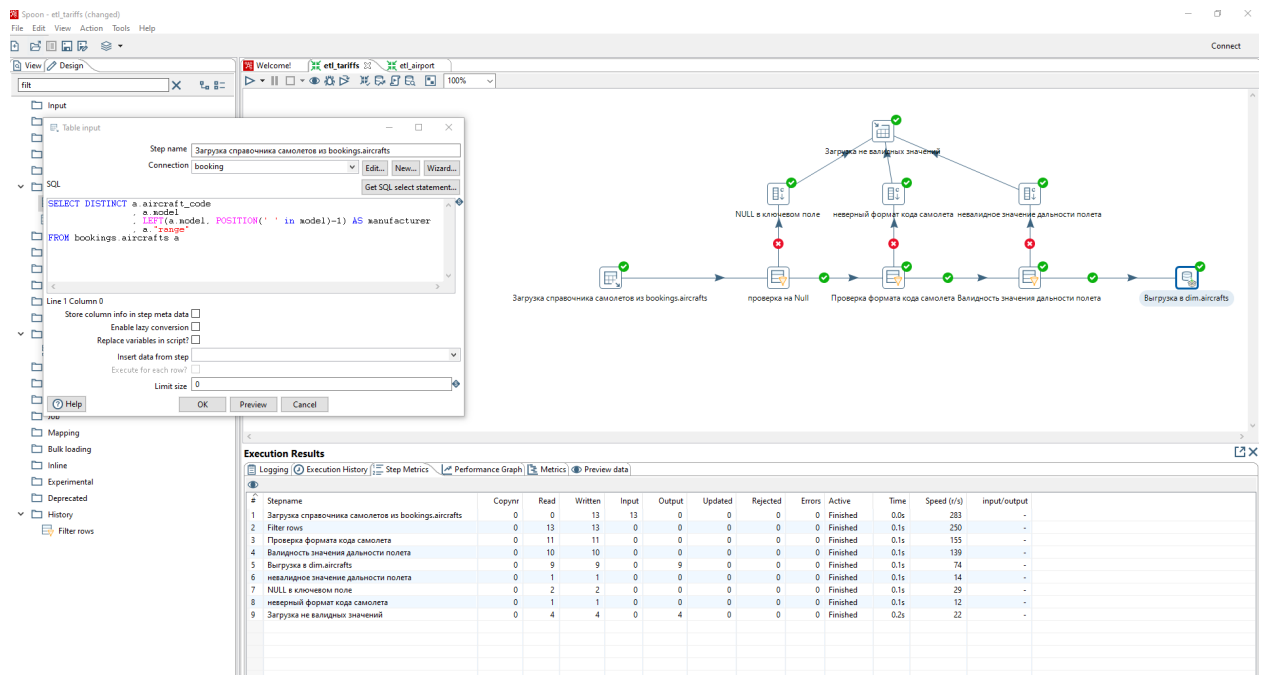 Spoon - etl_tariffs (changed)
File Edit View Action Tools Help
Connect
View Design
Welcome! etl_tariffs etl_airport
filt
100%
Input
Table input
Step name Загрузка справочника самолетов из bookings.aircrafts
Connection booking Edit... New... Wizard...
SQL Get SQL select statement...
SELECT DISTINCT a.aircraft_code
, a.model
, LEFT(a.model, POSITION(' ' in model)-1) AS manufacturer
, a."range"
FROM bookings.aircrafts a
Line 1 Column 0
Store column info in step meta data
Enable lazy conversion
Replace variables in script?
Insert data from step
Execute for each row?
Limit size 0
Help OK Preview Cancel
Job
Mapping
Bulk loading
Inline
Experimental
Deprecated
History
Filter rows
Загрузка не валидных значений
NULL в ключевом поле неверный формат кода самолета невалидное значение дальности полета
Загрузка справочника самолетов из bookings.aircrafts проверка на Null Проверка формата кода самолета Валидность значения дальности полета Выгрузка в dim.aircrafts
Execution Results
Logging Execution History Step Metrics Performance Graph Metrics Preview data
# Stepname Copynr Read Written Input Output Updated Rejected Errors Active Time Speed (r/s) input/output
1 Загрузка справочника самолетов из bookings.aircrafts 0 0 13 13 0 0 0 0 Finished 0.0s 283 -
2 Filter rows 0 13 13 0 0 0 0 0 Finished 0.1s 250 -
3 Проверка формата кода самолета 0 11 11 0 0 0 0 0 Finished 0.1s 155 -
4 Валидность значения дальности полета 0 10 10 0 0 0 0 0 Finished 0.1s 139 -
5 Выгрузка в dim.aircrafts 0 9 9 0 9 0 0 0 Finished 0.1s 74 -
6 невалидное значение дальности полета 0 1 1 0 0 0 0 0 Finished 0.1s 14 -
7 NULL в ключевом поле 0 2 2 0 0 0 0 0 Finished 0.1s 29 -
8 неверный формат кода самолета 0 1 1 0 0 0 0 0 Finished 0.1s 12 -
9 Загрузка не валидных значений 0 4 4 0 4 0 0 0 Finished 0.2s 22 -